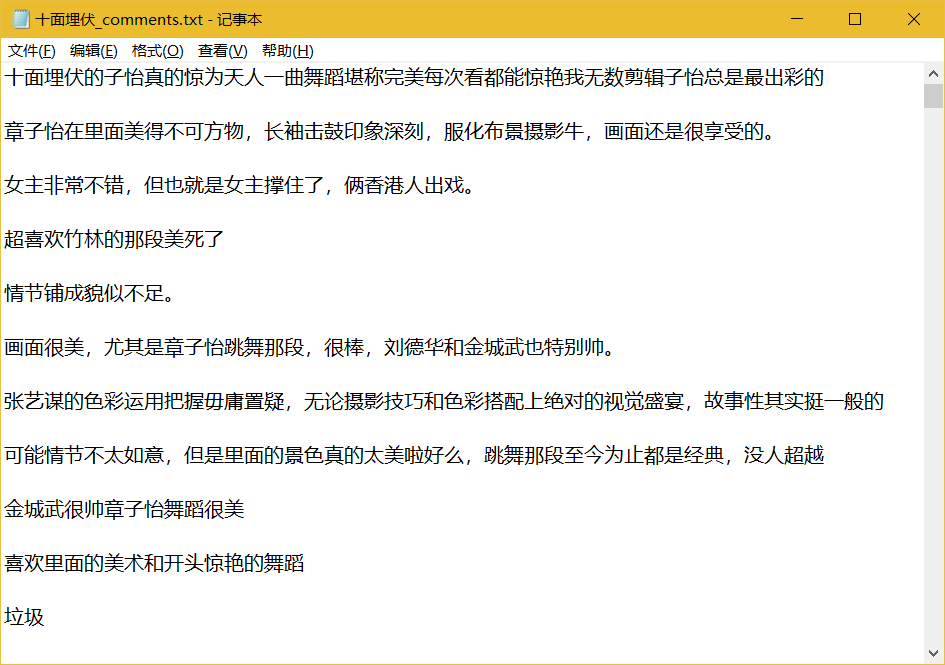 十面埋伏_comments.txt - 记事本
文件(F) 编辑(E) 格式(O) 查看(V) 帮助(H)
十面埋伏的子怡真的惊为天人一曲舞蹈堪称完美每次看都能惊艳我无数剪辑子怡总是最出彩的
章子怡在里面美得不可方物，长袖击鼓印象深刻，服化布景摄影牛，画面还是很享受的。
女主非常不错，但也就是女主撑住了，俩香港人出戏。
超喜欢竹林的那段美死了
情节铺成貌似不足。
画面很美，尤其是章子怡跳舞那段，很棒，刘德华和金城武也特别帅。
张艺谋的色彩运用把握毋庸置疑，无论摄影技巧和色彩搭配上绝对的视觉盛宴，故事性其实挺一般的
可能情节不太如意，但是里面的景色真的太美啦好么，跳舞那段至今为止都是经典，没人超越
金城武很帅章子怡舞蹈很美
喜欢里面的美术和开头惊艳的舞蹈
垃圾